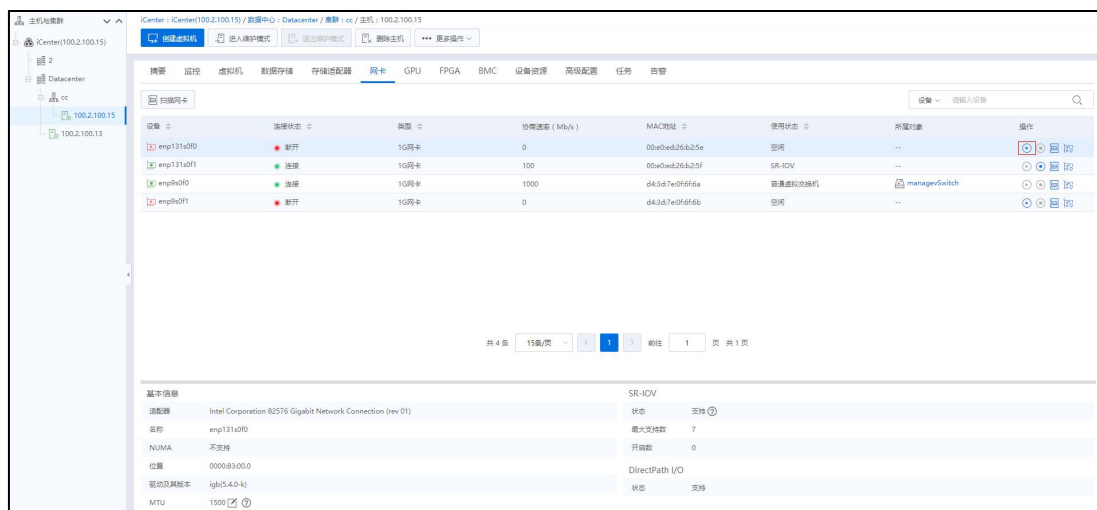 主机与集群
iCenter(100.2.100.15)
2
Datacenter
cc
100.2.100.15
100.2.100.13
iCenter : iCenter(100.2.100.15) / 数据中心 : Datacenter / 集群 : cc / 主机 : 100.2.100.15
创建虚拟机 进入维护模式 退出维护模式 删除主机 ••• 更多操作
摘要 监控 虚拟机 数据存储 存储适配器 网卡 GPU FPGA BMC 设备资源 高级配置 任务 告警
扫描网卡 设备 请输入设备
设备 连接状态 类型 协商速率 ( Mb/s ) MAC地址 使用状态 所属对象 操作
enp131s0f0 断开 1G网卡 0 00:e0:ed:26:b2:5e 空闲 --
enp131s0f1 连接 1G网卡 100 00:e0:ed:26:b2:5f SR-IOV --
enp9s0f0 连接 1G网卡 1000 d4:3d:7e:0f:6f:6a 普通虚拟交换机 managevSwitch
enp9s0f1 断开 1G网卡 0 d4:3d:7e:0f:6f:6b 空闲 --
共 4 条 15条/页 < 1 > 前往 1 页 共 1 页
基本信息
适配器 Intel Corporation 82576 Gigabit Network Connection (rev 01)
名称 enp131s0f0
NUMA 不支持
位置 0000:83:00.0
驱动及其版本 igb(5.4.0-k)
MTU 1500
SR-IOV
状态 支持
最大支持数 7
开启数 0
DirectPath I/O
状态 支持